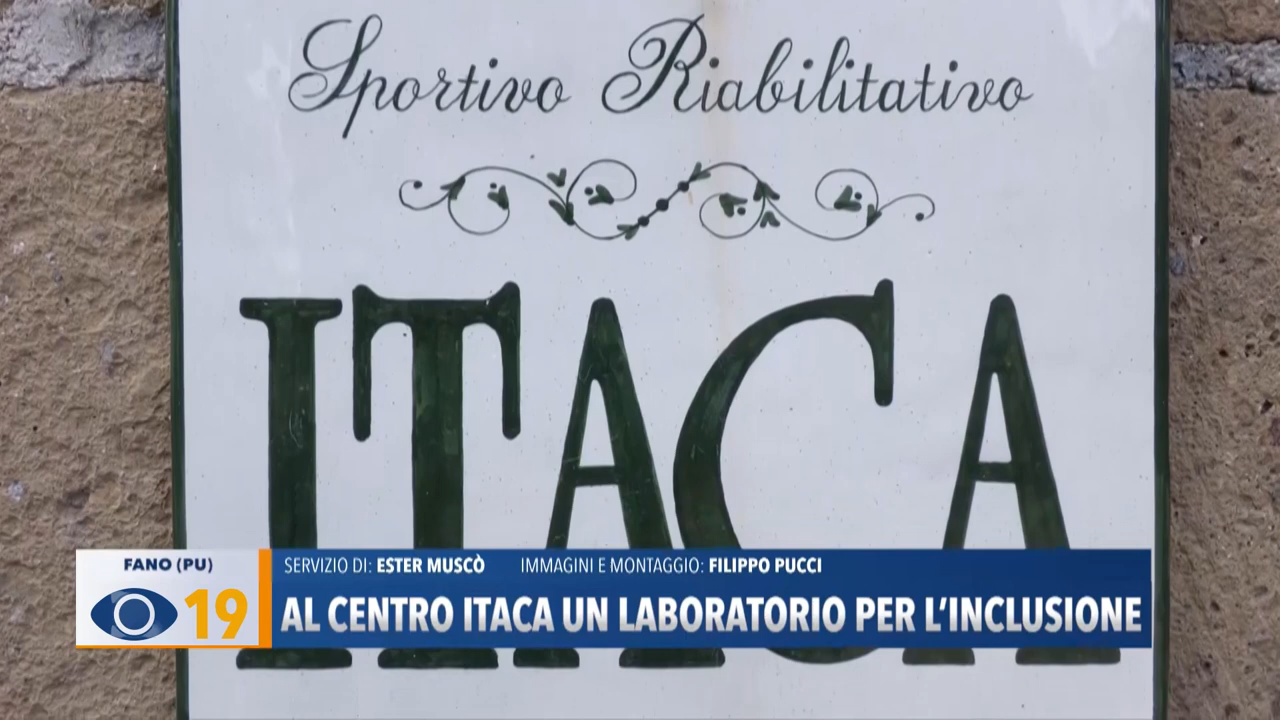 Sportivo Riabilitativo
ITACA
FANO (PU)
SERVIZIO DI: ESTER MUSCÒ IMMAGINI E MONTAGGIO: FILIPPO PUCCI
19
AL CENTRO ITACA UN LABORATORIO PER L'INCLUSIONE